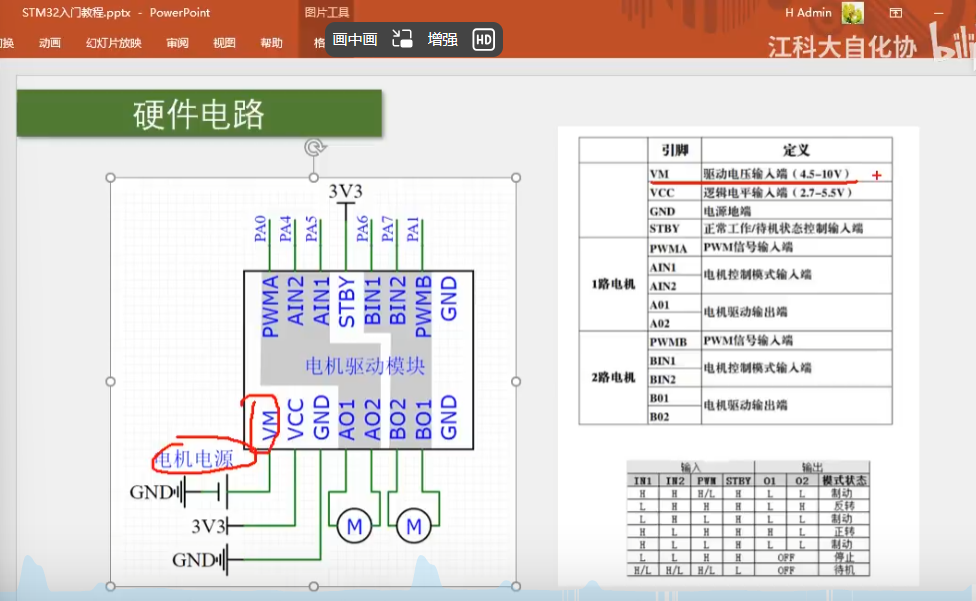 STM32入门教程.pptx - PowerPoint
图片工具
H Admin
切换 动画 幻灯片放映 审阅 视图 帮助 格
画中画 增强 HD
江科大自化协 bili
硬件电路
3V3
PA0 PA4 PA5 PA6 PA7 PA1
PWMA AIN2 AIN1 STBY BIN1 BIN2 PWMB GND
电机驱动模块
VM VCC GND AO1 AO2 BO2 BO1 GND
电机电源
GND
3V3
M M
GND
引脚 定义
VM 驱动电压输入端（4.5-10V）
VCC 逻辑电平输入端（2.7-5.5V）
GND 电源地端
STBY 正常工作/待机状态控制输入端
1路电机
PWMA PWM信号输入端
AIN1 电机控制模式输入端
AIN2
A01 电机驱动输出端
A02
2路电机
PWMB PWM信号输入端
BIN1 电机控制模式输入端
BIN2
B01 电机驱动输出端
B02
输入 输出
IN1 IN2 PWM STBY O1 O2 模式状态
H H H/L H L L 制动
L H H H L H 反转
L H L H L L 制动
H L H H H L 正转
H L L H L L 制动
L L H OFF 停止
H/L H/L H/L L OFF 待机